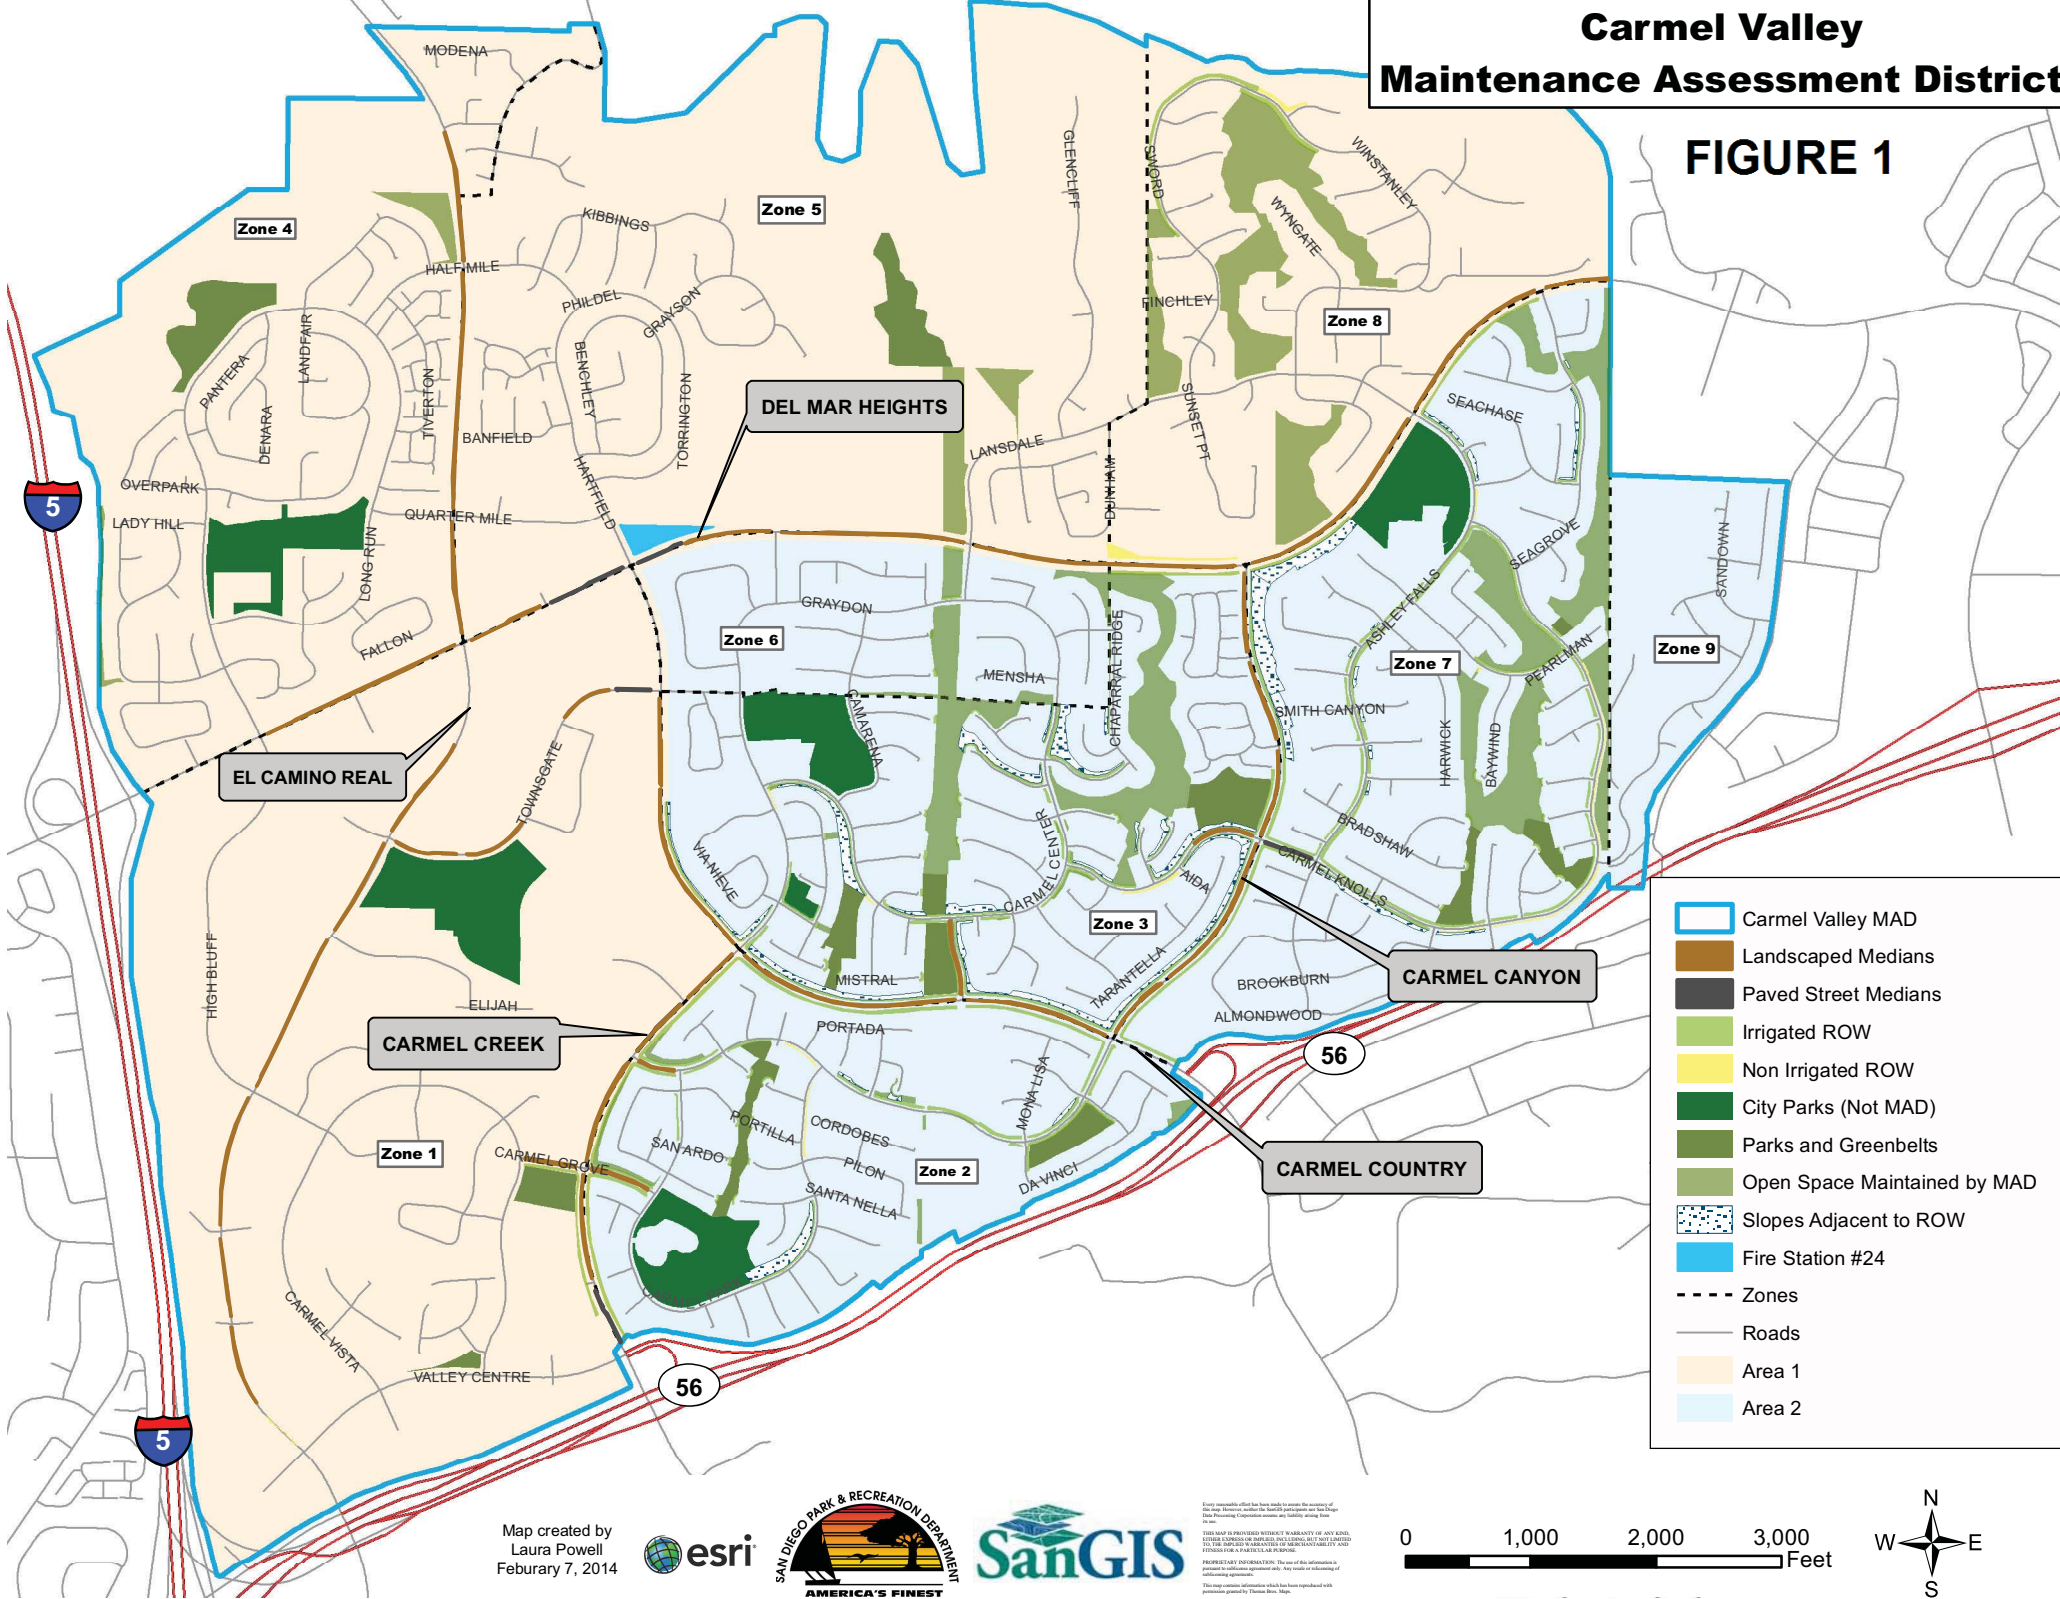 Carmel Valley
Maintenance Assessment District
FIGURE 1
MODENA
Zone 4
Zone 5
KIBBINGS
HALF MILE
PHILDEL
GRAYSON
GLENCLIFF
SWORD
WINSTANLEY
WYNGATE
FINCHLEY
Zone 8
PANTERA
LANDFAIR
DENARA
TIVERTON
BENCHLEY
BANFIELD
TORRINGTON
HARTFIELD
DEL MAR HEIGHTS
LANSDALE
DUNHAM
SUNSET PT
SEACHASE
OVERPARK
LADY HILL
LONG RUN
QUARTER MILE
FALLON
5
GRAYDON
Zone 6
MENSHA
CHAPARRAL RIDGE
CAMARENA
ASHLEY FALLS
SEAGROVE
Zone 7
PEARLMAN
SANDOWN
Zone 9
SMITH CANYON
HARWICK
BAYWIND
BRADSHAW
CARMEL KNOLLS
EL CAMINO REAL
TOWNSGATE
VIA NIEVE
CARMEL CENTER
AIDA
Zone 3
TARANTELLA
MISTRAL
BROOKBURN
ALMONDWOOD
CARMEL CANYON
HIGH BLUFF
ELIJAH
CARMEL CREEK
PORTADA
MONA LISA
56
CARMEL COUNTRY
Zone 1
CARMEL GROVE
SAN ARDO
PORTILLA
CORDOBES
PILON
SANTA NELLA
Zone 2
DA VINCI
CARMEL VISTA
VALLEY CENTRE
56
5
Carmel Valley MAD
Landscaped Medians
Paved Street Medians
Irrigated ROW
Non Irrigated ROW
City Parks (Not MAD)
Parks and Greenbelts
Open Space Maintained by MAD
Slopes Adjacent to ROW
Fire Station #24
Zones
Roads
Area 1
Area 2
Map created by
Laura Powell
Feburary 7, 2014
esri
SAN DIEGO PARK & RECREATION DEPARTMENT
AMERICA'S FINEST
SanGIS
0 1,000 2,000 3,000
Feet
N
W E
S